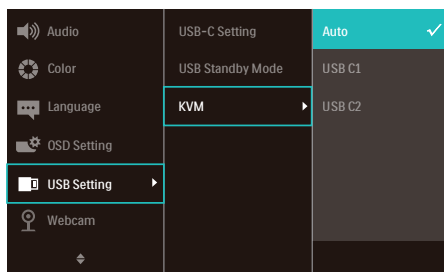 Audio
Color
Language
OSD Setting
USB Setting
Webcam
USB-C Setting
USB Standby Mode
KVM
Auto
USB C1
USB C2